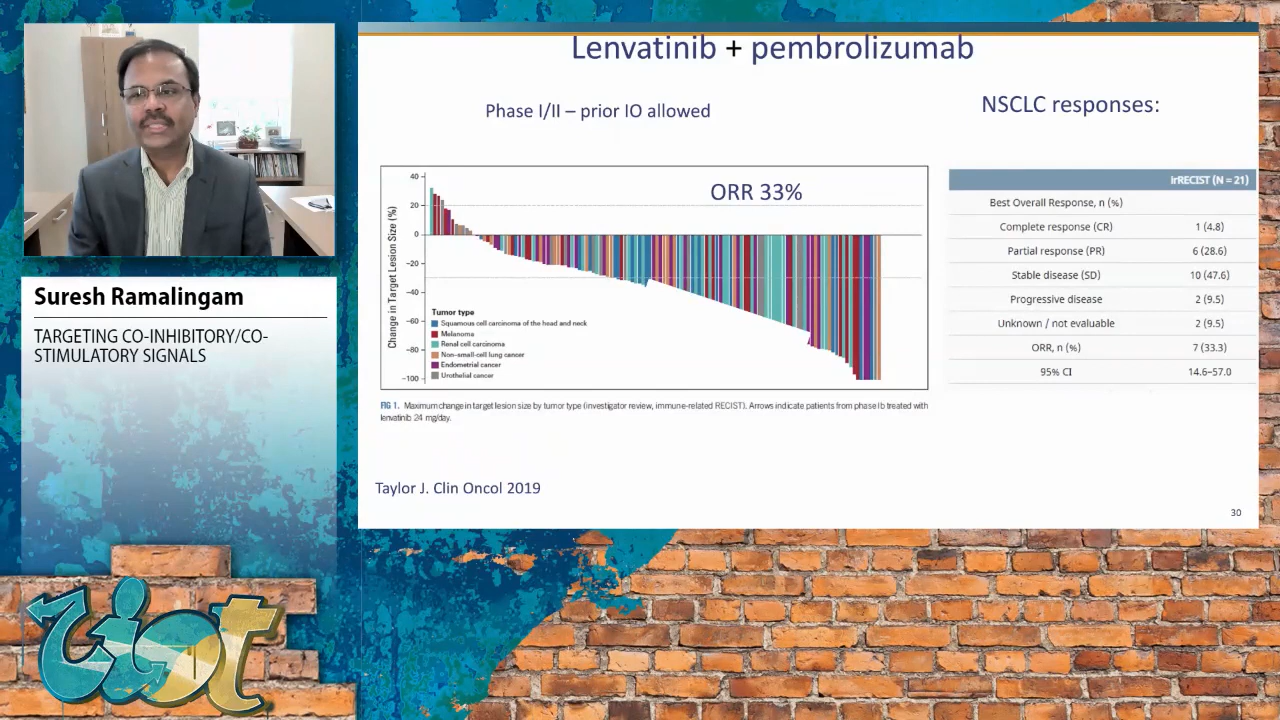 Lenvatinib + pembrolizumab
Phase I/II – prior IO allowed
NSCLC responses:
ORR 33%
Change in Target Lesion Size (%)
40
20
0
−20
−40
−60
−80
−100
Tumor type
Squamous cell carcinoma of the head and neck
Melanoma
Renal cell carcinoma
Non–small-cell lung cancer
Endometrial cancer
Urothelial cancer
FIG 1. Maximum change in target lesion size by tumor type (investigator review, immune-related RECIST). Arrows indicate patients from phase Ib treated with
lenvatinib 24 mg/day.
irRECIST (N = 21)
Best Overall Response, n (%)
Complete response (CR) 1 (4.8)
Partial response (PR) 6 (28.6)
Stable disease (SD) 10 (47.6)
Progressive disease 2 (9.5)
Unknown / not evaluable 2 (9.5)
ORR, n (%) 7 (33.3)
95% CI 14.6–57.0
Taylor J. Clin Oncol 2019
30
Suresh Ramalingam
TARGETING CO-INHIBITORY/CO-
STIMULATORY SIGNALS
ciot